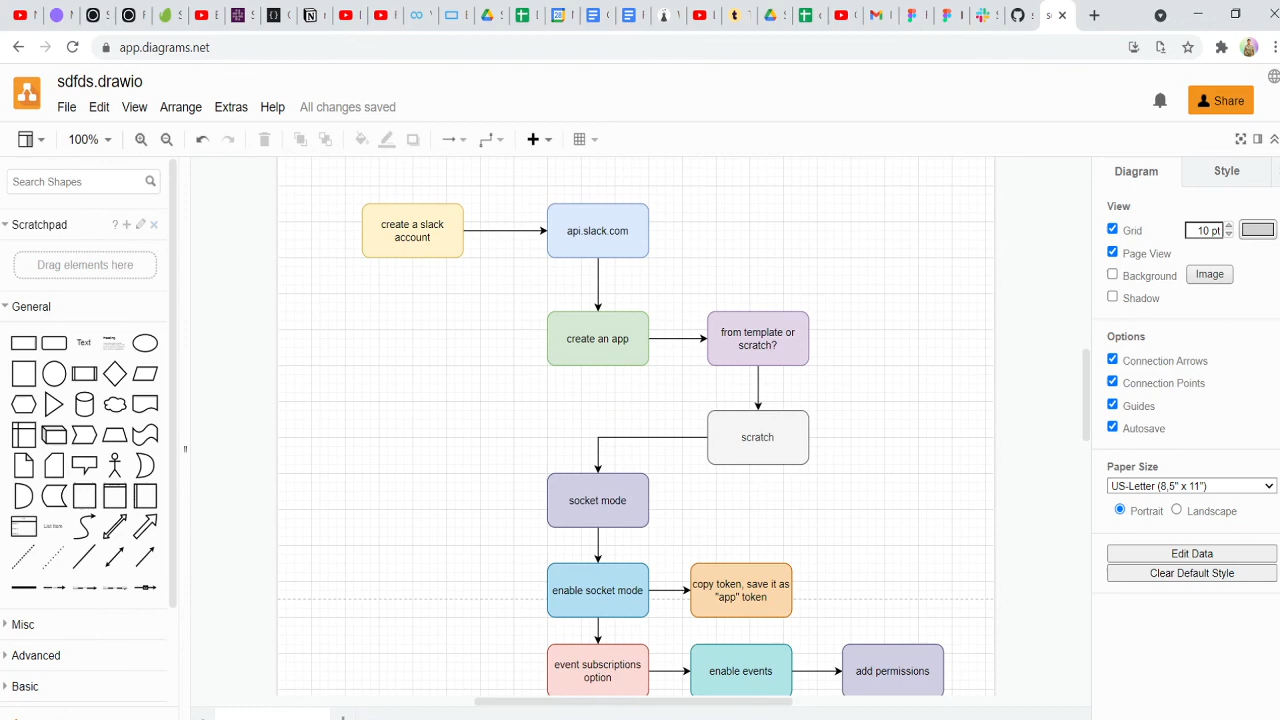 app.diagrams.net
sdfds.drawio
File Edit View Arrange Extras Help All changes saved
Share
100%
Search Shapes
Scratchpad
?
Drag elements here
General
Text
Heading
List Item
Misc
Advanced
Basic
create a slack
account
api.slack.com
create an app
from template or
scratch?
scratch
socket mode
enable socket mode
copy token, save it as
"app" token
event subscriptions
option
enable events
add permissions
Diagram
Style
View
Grid
10 pt
Page View
Background
Image
Shadow
Options
Connection Arrows
Connection Points
Guides
Autosave
Paper Size
US-Letter (8,5" x 11")
Portrait
Landscape
Edit Data
Clear Default Style